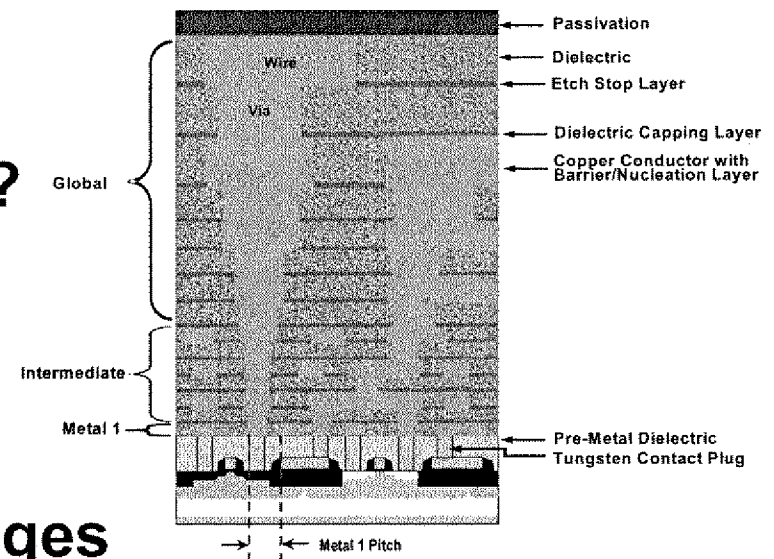 Passivation
Dielectric
Wire
Etch Stop Layer
Via
Dielectric Capping Layer
Copper Conductor with
Barrier/Nucleation Layer
?
Global
Intermediate
Metal 1
Pre-Metal Dielectric
Tungsten Contact Plug
ges
Metal 1 Pitch